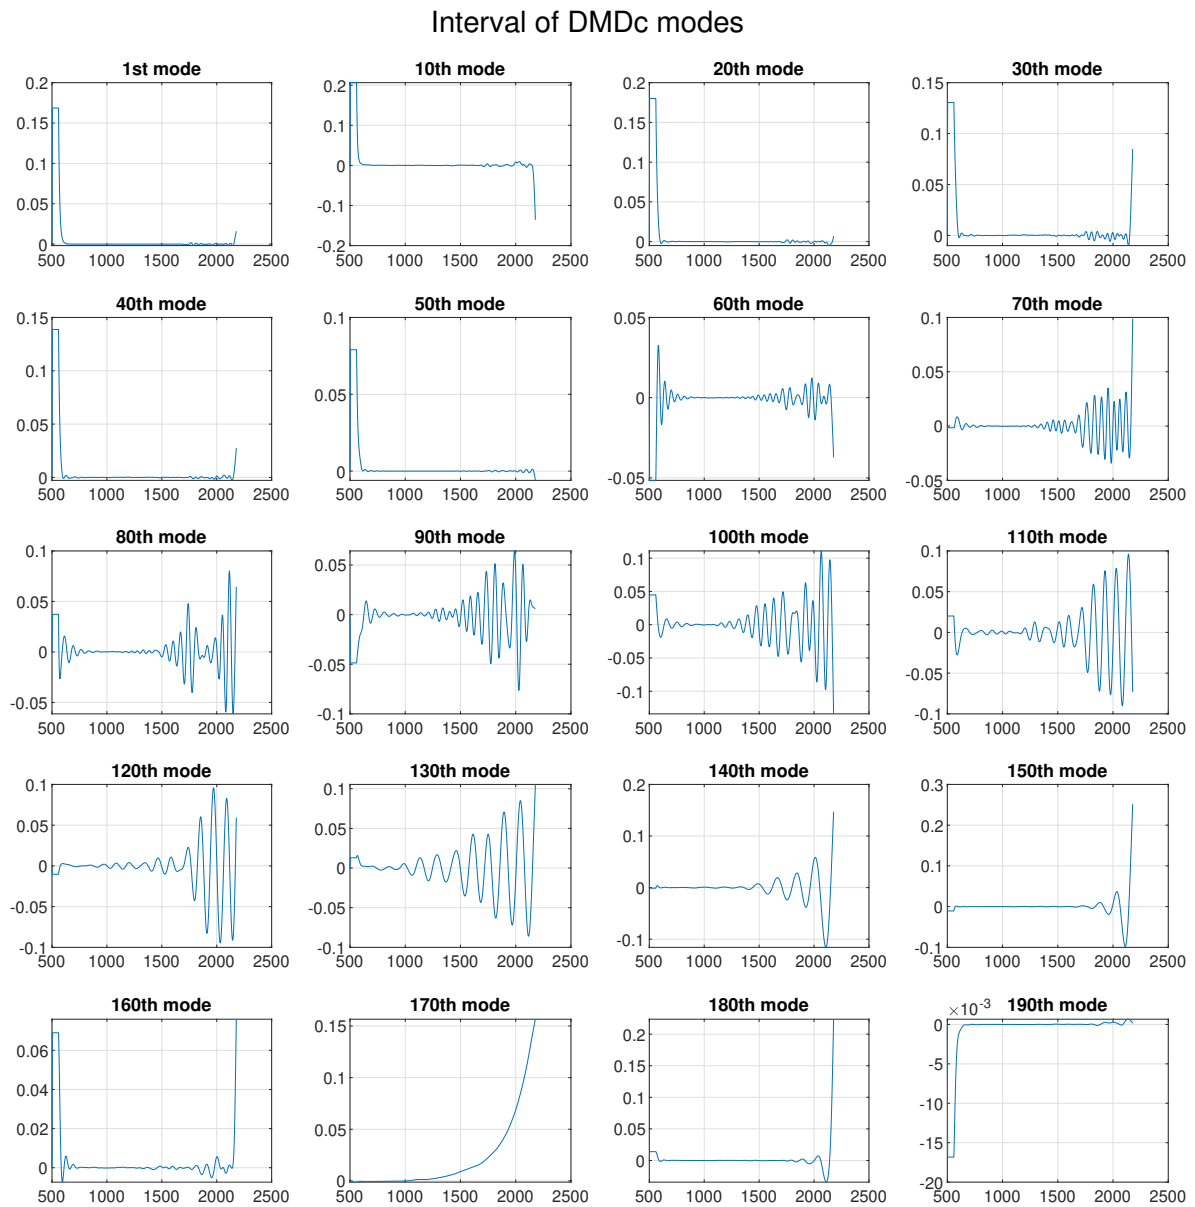 Interval of DMDc modes
1st mode
10th mode
20th mode
30th mode
0.2
0.15
0.1
0.05
0
500 1000 1500 2000 2500
0.2
0.1
0
-0.1
-0.2
500 1000 1500 2000 2500
0.2
0.15
0.1
0.05
0
500 1000 1500 2000 2500
0.15
0.1
0.05
0
500 1000 1500 2000 2500
40th mode
50th mode
60th mode
70th mode
0.15
0.1
0.05
0
500 1000 1500 2000 2500
0.1
0.05
0
500 1000 1500 2000 2500
0.05
0
-0.05
500 1000 1500 2000 2500
0.1
0.05
0
-0.05
500 1000 1500 2000 2500
80th mode
90th mode
100th mode
110th mode
0.1
0.05
0
-0.05
500 1000 1500 2000 2500
0.05
0
-0.05
-0.1
500 1000 1500 2000 2500
0.1
0.05
0
-0.05
-0.1
500 1000 1500 2000 2500
0.1
0.05
0
-0.05
-0.1
500 1000 1500 2000 2500
120th mode
130th mode
140th mode
150th mode
0.1
0.05
0
-0.05
-0.1
500 1000 1500 2000 2500
0.1
0.05
0
-0.05
-0.1
500 1000 1500 2000 2500
0.2
0.1
0
-0.1
500 1000 1500 2000 2500
0.3
0.2
0.1
0
-0.1
500 1000 1500 2000 2500
160th mode
170th mode
180th mode
×10-3 190th mode
0.06
0.04
0.02
0
500 1000 1500 2000 2500
0.15
0.1
0.05
0
500 1000 1500 2000 2500
0.2
0.15
0.1
0.05
0
500 1000 1500 2000 2500
0
-5
-10
-15
-20
500 1000 1500 2000 2500